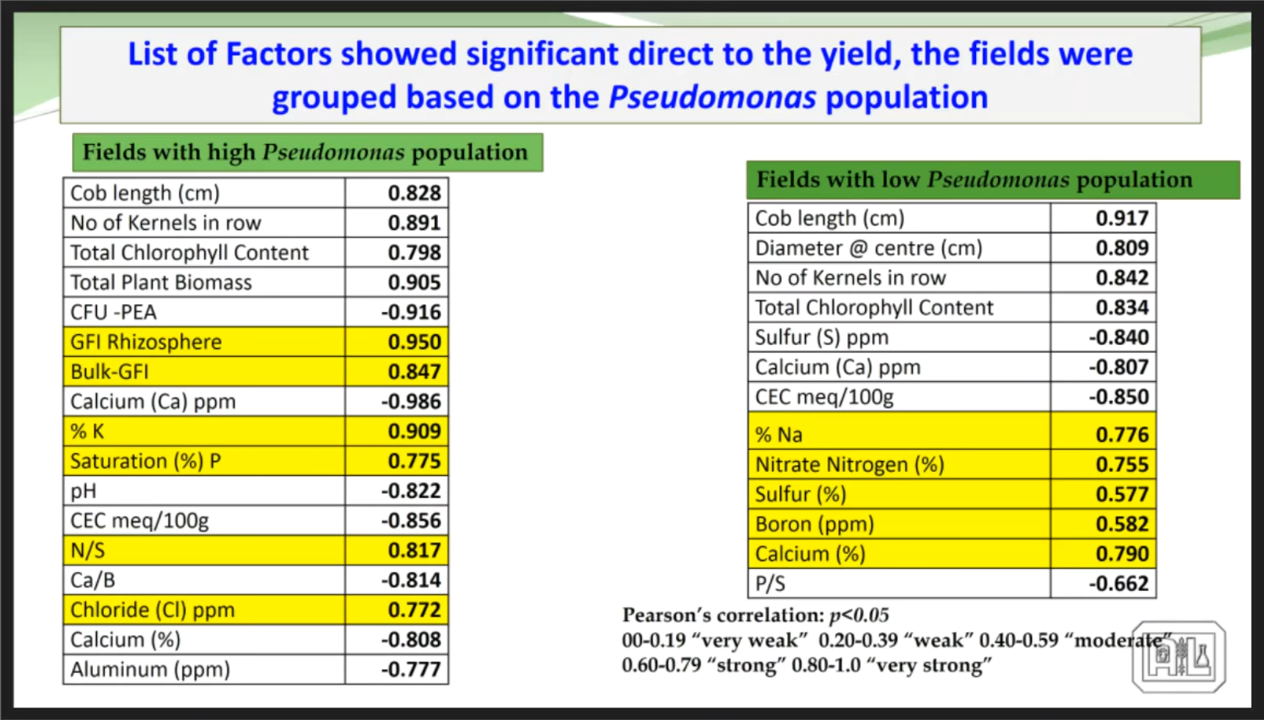 List of Factors showed significant direct to the yield, the fields were
grouped based on the Pseudomonas population
Fields with high Pseudomonas population
Cob length (cm) 0.828
No of Kernels in row 0.891
Total Chlorophyll Content 0.798
Total Plant Biomass 0.905
CFU -PEA -0.916
GFI Rhizosphere 0.950
Bulk-GFI 0.847
Calcium (Ca) ppm -0.986
% K 0.909
Saturation (%) P 0.775
pH -0.822
CEC meq/100g -0.856
N/S 0.817
Ca/B -0.814
Chloride (Cl) ppm 0.772
Calcium (%) -0.808
Aluminum (ppm) -0.777
Fields with low Pseudomonas population
Cob length (cm) 0.917
Diameter @ centre (cm) 0.809
No of Kernels in row 0.842
Total Chlorophyll Content 0.834
Sulfur (S) ppm -0.840
Calcium (Ca) ppm -0.807
CEC meq/100g -0.850
% Na 0.776
Nitrate Nitrogen (%) 0.755
Sulfur (%) 0.577
Boron (ppm) 0.582
Calcium (%) 0.790
P/S -0.662
Pearson's correlation: p<0.05
00-0.19 "very weak" 0.20-0.39 "weak" 0.40-0.59 "moderate"
0.60-0.79 "strong" 0.80-1.0 "very strong"